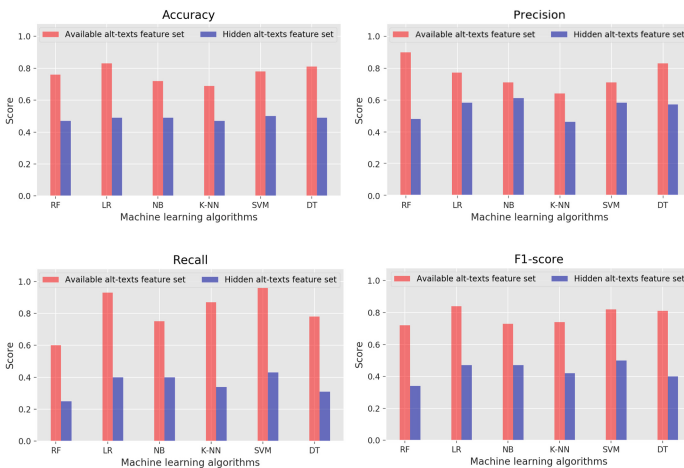 Accuracy
Available alt-texts feature set Hidden alt-texts feature set
1.0
0.8
0.6
0.4
0.2
0.0
Score
RF LR NB K-NN SVM DT
Machine learning algorithms
Precision
Available alt-texts feature set Hidden alt-texts feature set
1.0
0.8
0.6
0.4
0.2
0.0
Score
RF LR NB K-NN SVM DT
Machine learning algorithms
Recall
Available alt-texts feature set Hidden alt-texts feature set
1.0
0.8
0.6
0.4
0.2
0.0
Score
RF LR NB K-NN SVM DT
Machine learning algorithms
F1-score
Available alt-texts feature set Hidden alt-texts feature set
1.0
0.8
0.6
0.4
0.2
0.0
Score
RF LR NB K-NN SVM DT
Machine learning algorithms